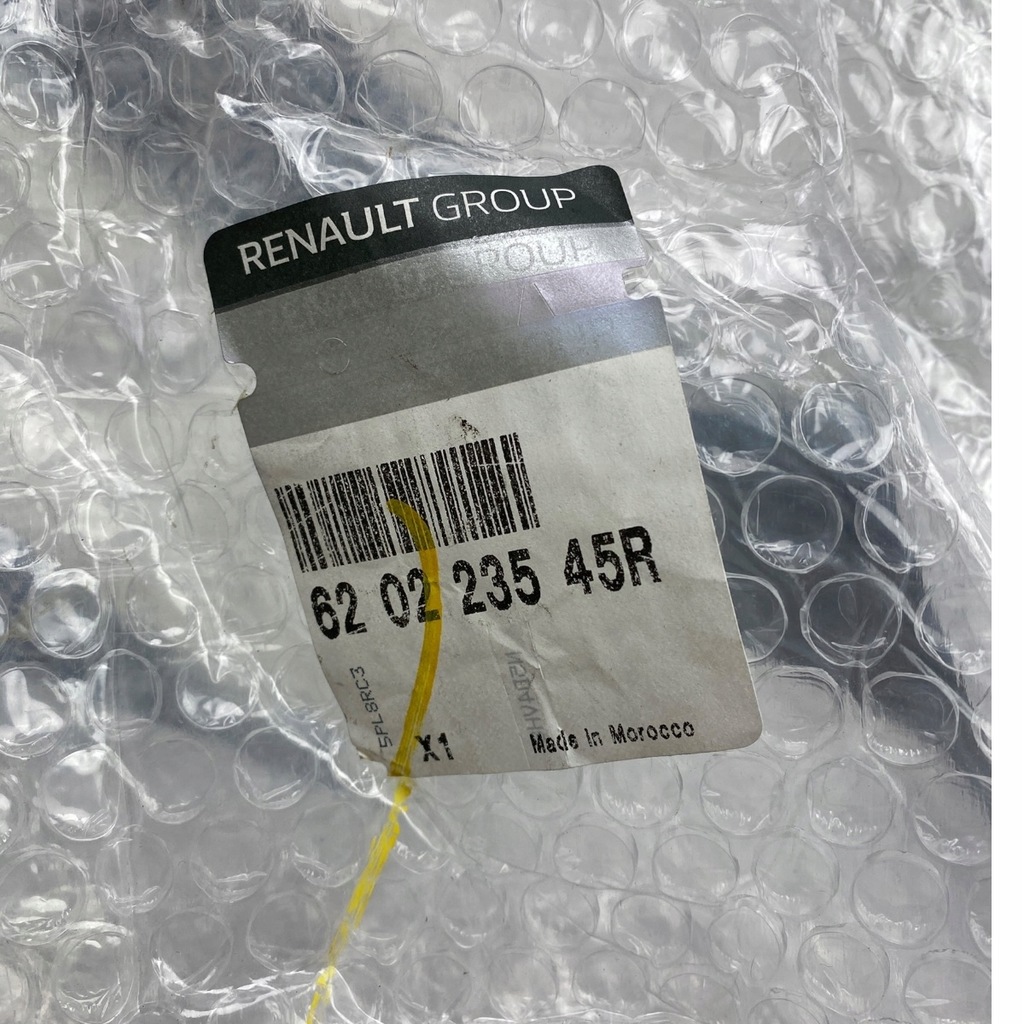 RENAULT GROUP
62 02 235 45R
5PL8RC3
X1
Made in Morocco